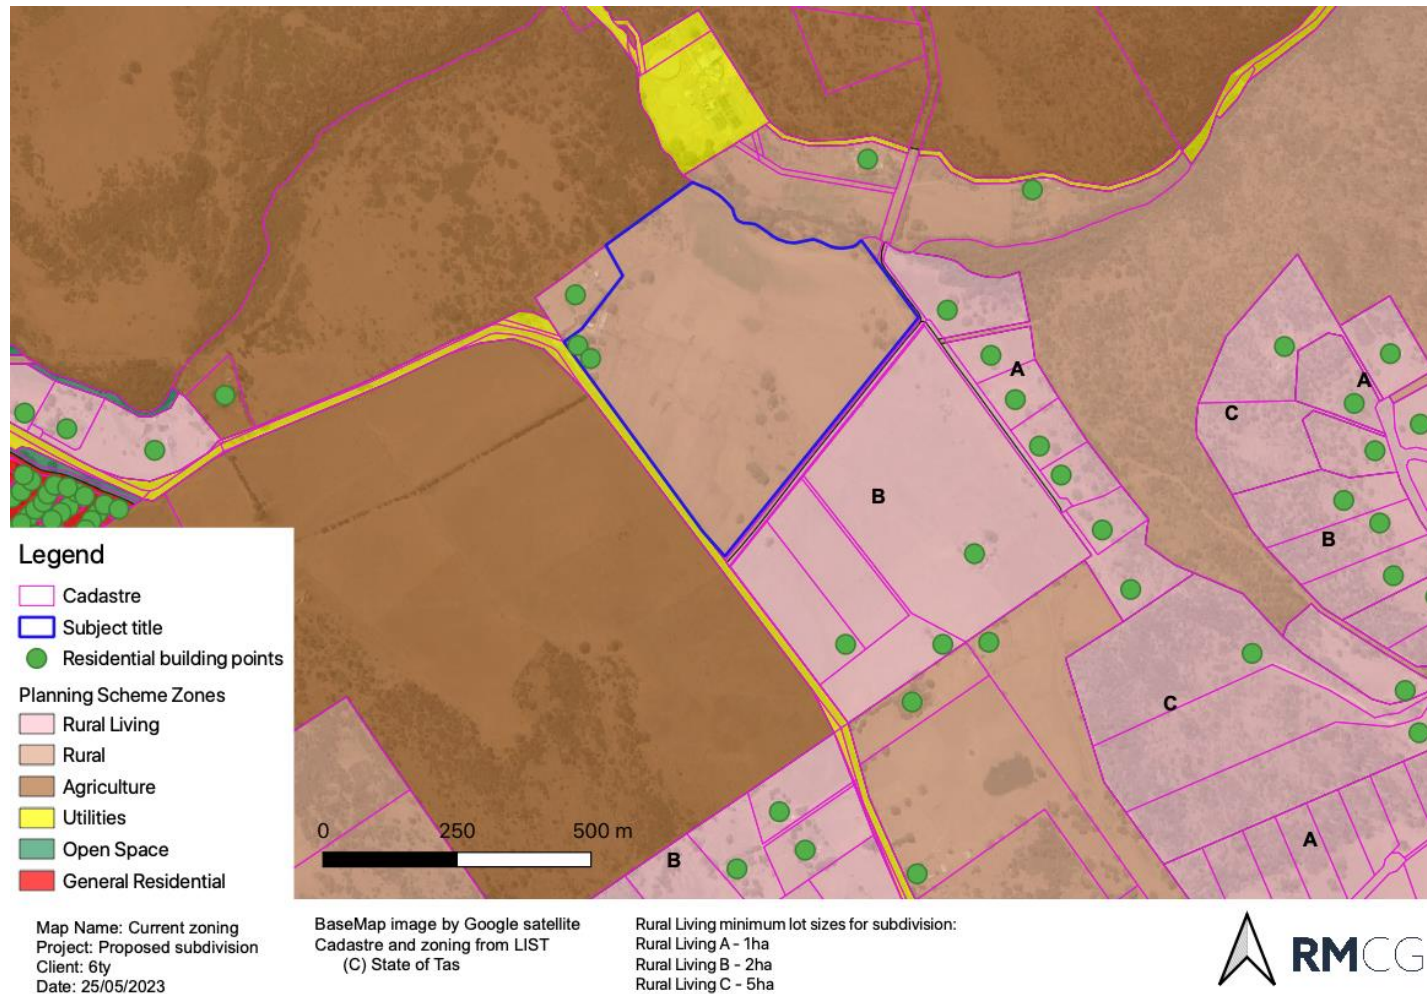 A
A
C
B
B
C
A
B
Legend
Cadastre
Subject title
Residential building points
Planning Scheme Zones
Rural Living
Rural
Agriculture
Utilities
Open Space
General Residential
0 250 500 m
Map Name: Current zoning
Project: Proposed subdivision
Client: 6ty
Date: 25/05/2023
BaseMap image by Google satellite
Cadastre and zoning from LIST
(C) State of Tas
Rural Living minimum lot sizes for subdivision:
Rural Living A - 1ha
Rural Living B - 2ha
Rural Living C - 5ha
RMCG